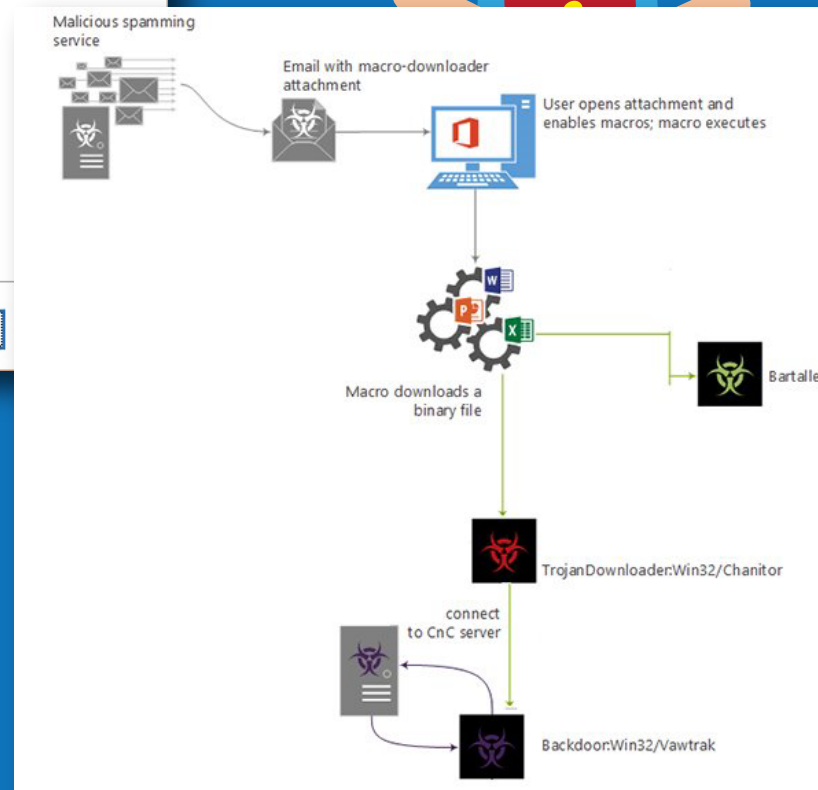 Malicious spamming
service
Email with macro-downloader
attachment
User opens attachment and
enables macros; macro executes
W
P
X
Macro downloads a
binary file
Bartalle
TrojanDownloader:Win32/Chanitor
connect
to CnC server
Backdoor:Win32/Vawtrak